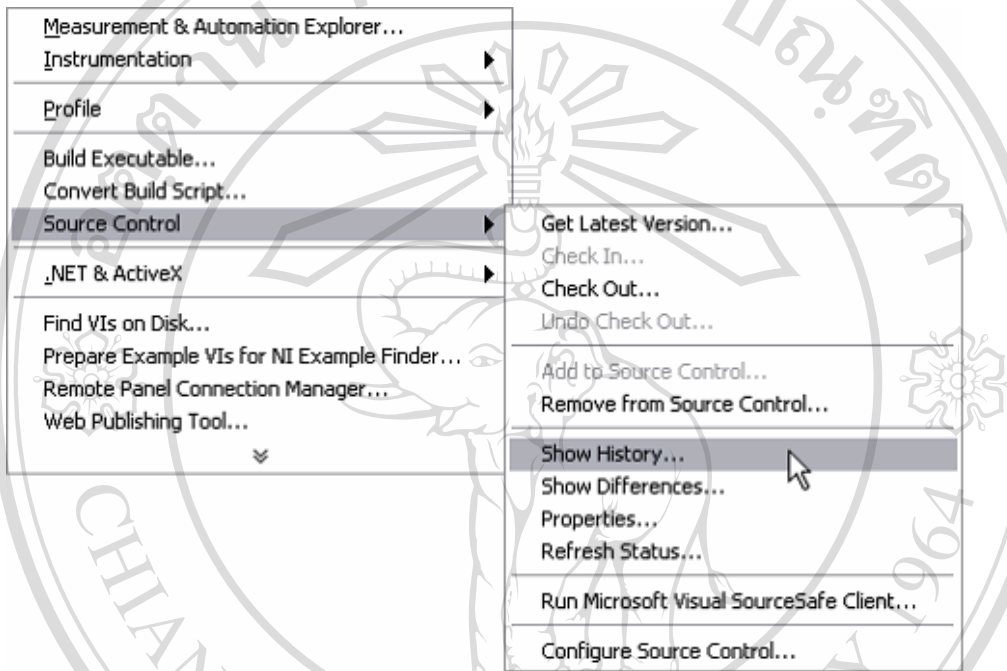 Measurement & Automation Explorer...
Instrumentation
Profile
Build Executable...
Convert Build Script...
Source Control
.NET & ActiveX
Find VIs on Disk...
Prepare Example VIs for NI Example Finder...
Remote Panel Connection Manager...
Web Publishing Tool...
Get Latest Version...
Check In...
Check Out...
Undo Check Out...
Add to Source Control...
Remove from Source Control...
Show History...
Show Differences...
Properties...
Refresh Status...
Run Microsoft Visual SourceSafe Client...
Configure Source Control...
1964